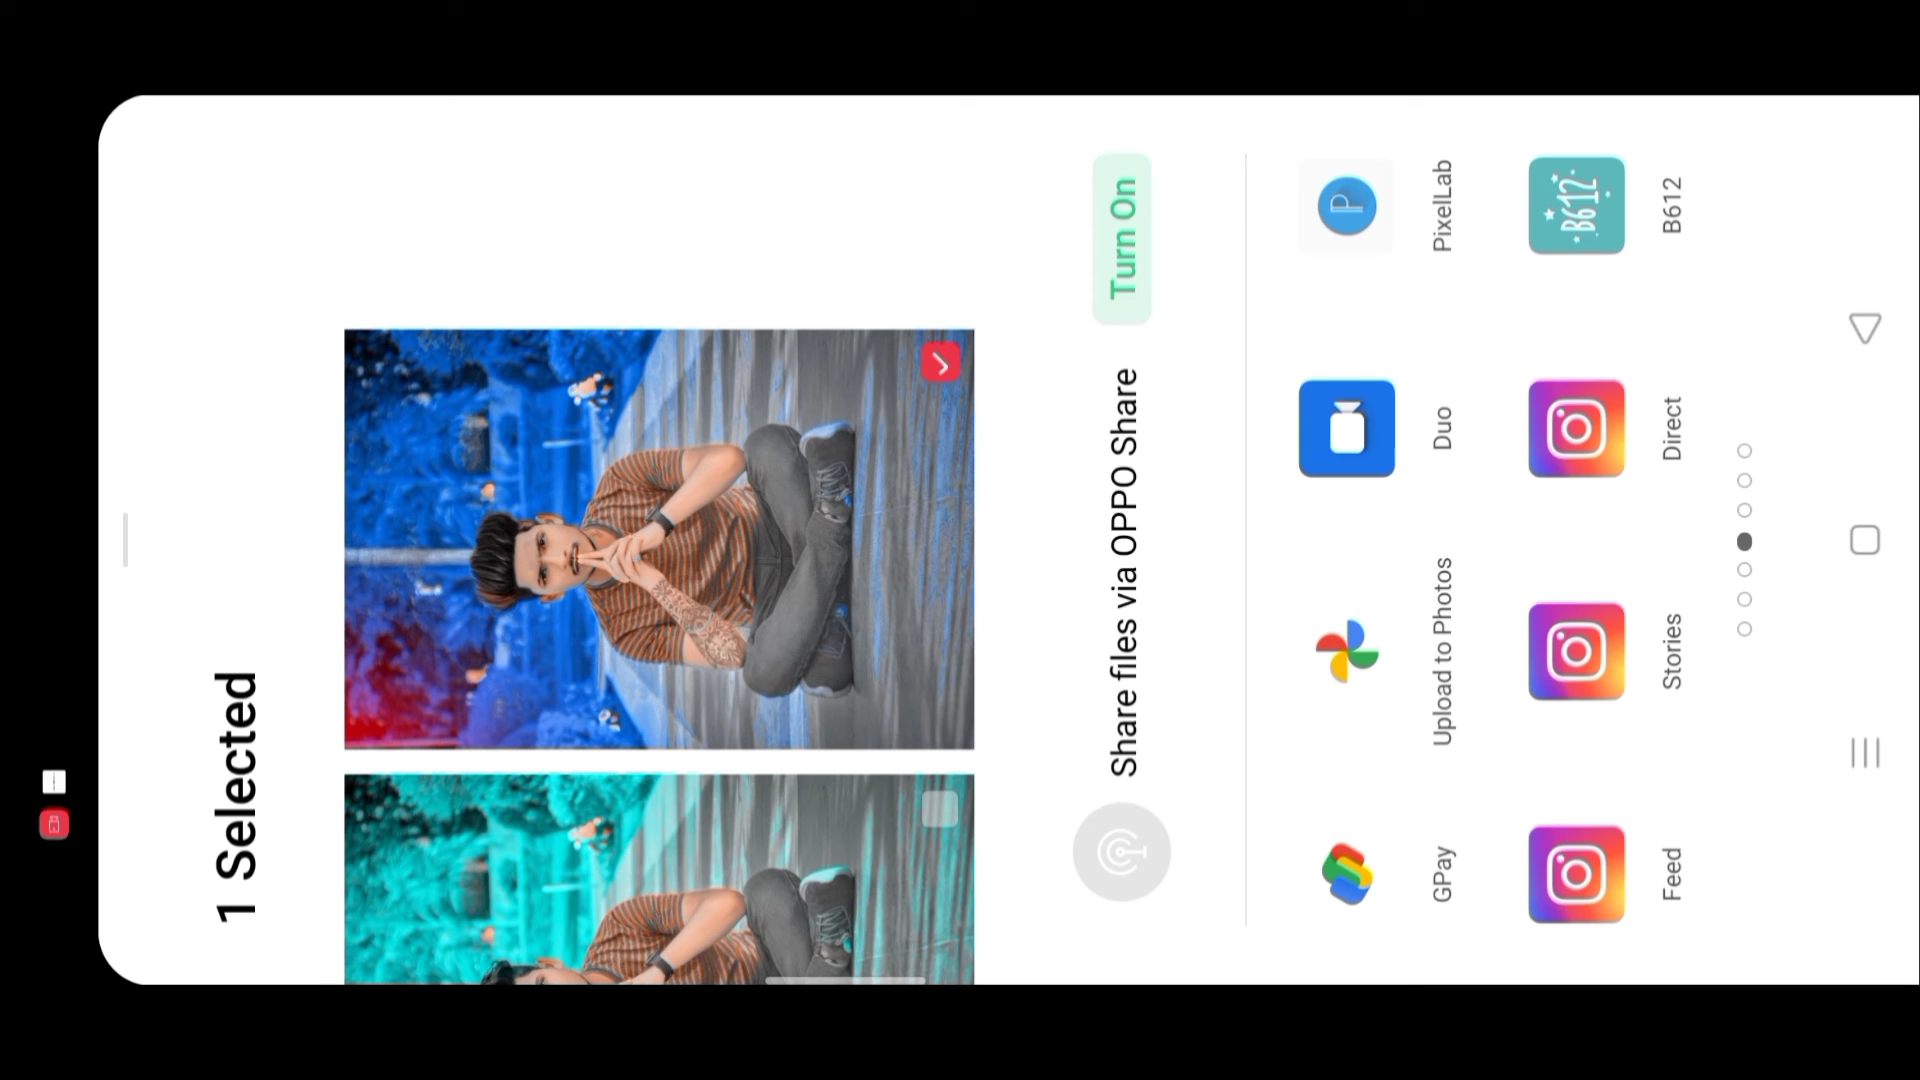 1 Selected
Share files via OPPO Share
Turn On
GPay
Upload to Photos
Duo
P
PixelLab
Feed
Stories
Direct
B612
B612